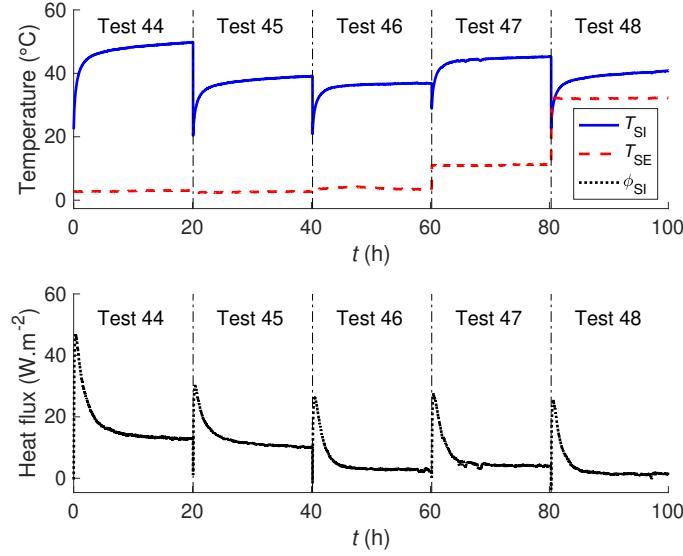 Test 44 Test 45 Test 46 Test 47 Test 48
Temperature (°C)
60
40
20
0
T_SI
T_SE
ϕ_SI
0 20 40 60 80 100
t (h)
Test 44 Test 45 Test 46 Test 47 Test 48
Heat flux (W.m⁻²)
60
40
20
0
0 20 40 60 80 100
t (h)